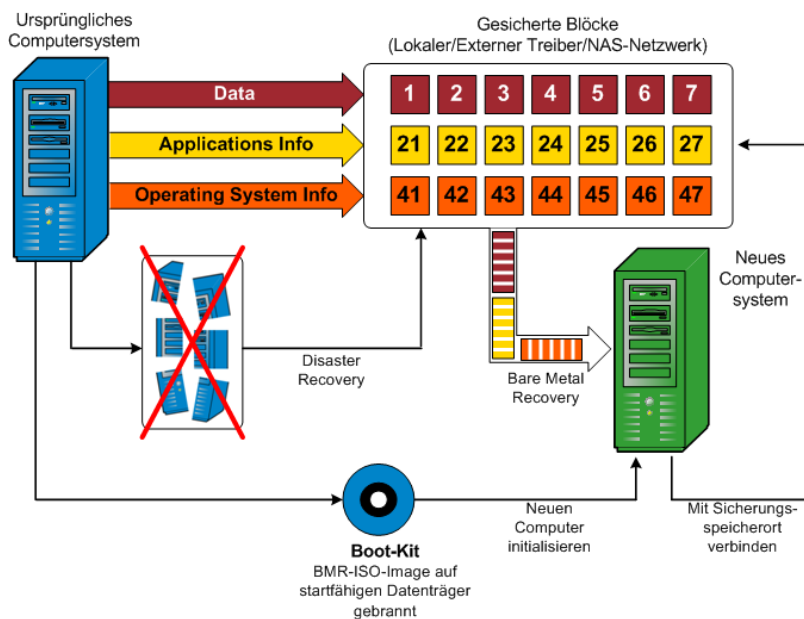 Ursprüngliches
Computersystem
Gesicherte Blöcke
(Lokaler/Externer Treiber/NAS-Netzwerk)
Data
1 2 3 4 5 6 7
Applications Info
21 22 23 24 25 26 27
Operating System Info
41 42 43 44 45 46 47
Neues
Computer-
system
Disaster
Recovery
Bare Metal
Recovery
Boot-Kit
BMR-ISO-Image auf
startfähigen Datenträger
gebrannt
Neuen
Computer
initialisieren
Mit Sicherungs-
speicherort
verbinden